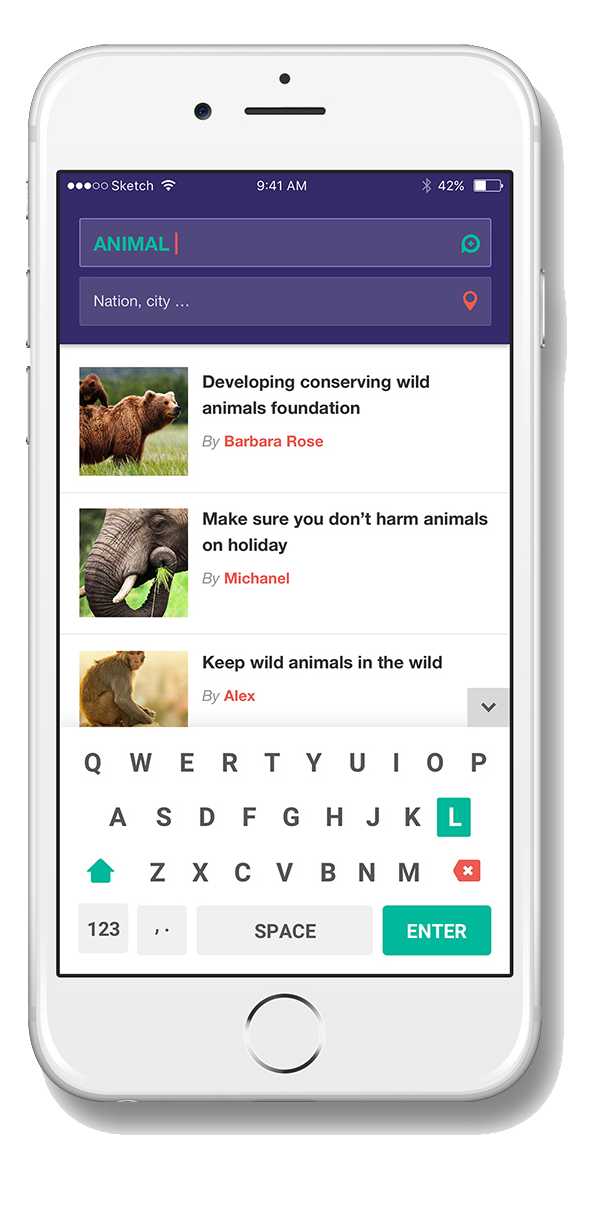 Sketch 9:41 AM 42%
ANIMAL
Nation, city ...
Developing conserving wild
animals foundation
By Barbara Rose
Make sure you don’t harm animals
on holiday
By Michanel
Keep wild animals in the wild
By Alex
Q W E R T Y U I O P
A S D F G H J K L
Z X C V B N M
123 , . SPACE ENTER